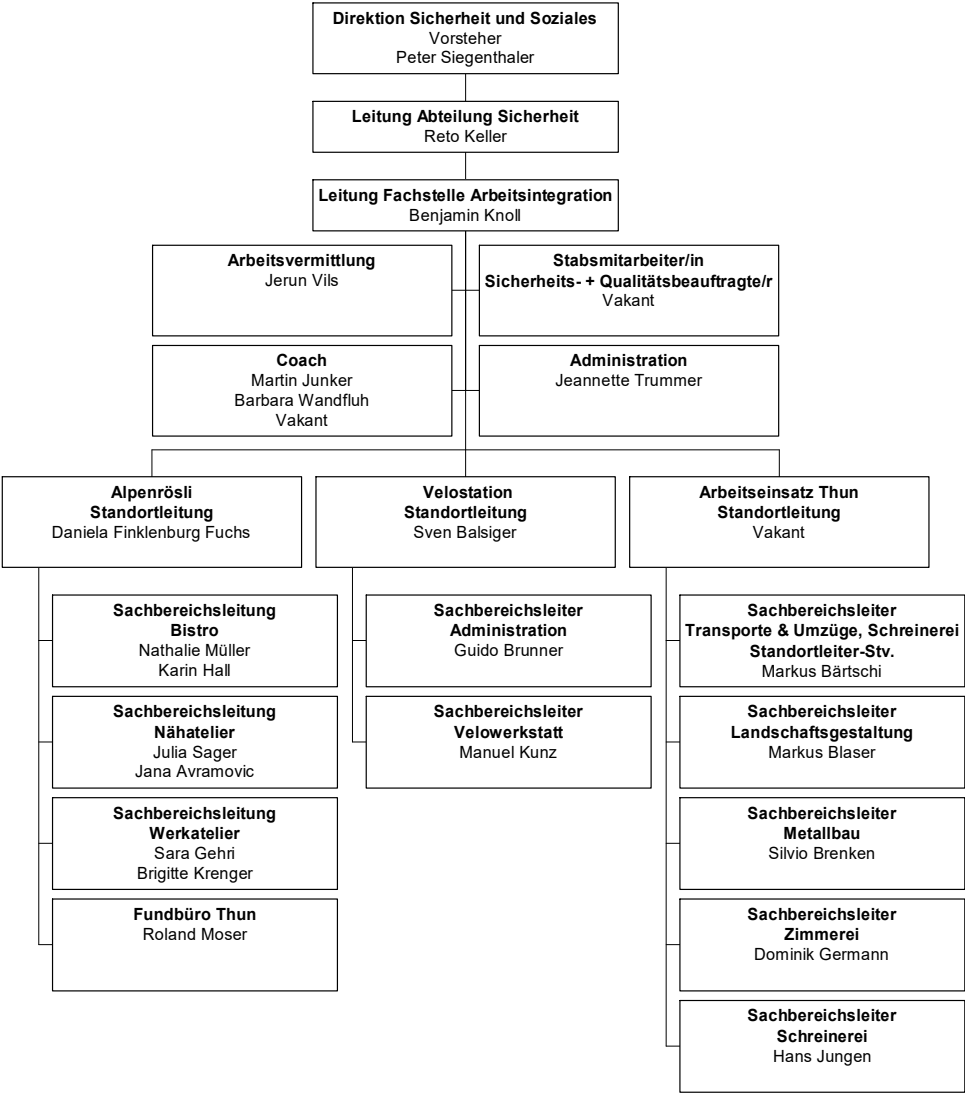 Direktion Sicherheit und Soziales
Vorsteher
Peter Siegenthaler
Leitung Abteilung Sicherheit
Reto Keller
Leitung Fachstelle Arbeitsintegration
Benjamin Knoll
Arbeitsvermittlung
Jerun Vils
Stabsmitarbeiter/in
Sicherheits- + Qualitätsbeauftragte/r
Vakant
Coach
Martin Junker
Barbara Wandfluh
Vakant
Administration
Jeannette Trummer
Alpenrösli
Standortleitung
Daniela Finklenburg Fuchs
Velostation
Standortleitung
Sven Balsiger
Arbeitseinsatz Thun
Standortleitung
Vakant
Sachbereichsleitung
Bistro
Nathalie Müller
Karin Hall
Sachbereichsleitung
Nähatelier
Julia Sager
Jana Avramovic
Sachbereichsleitung
Werkatelier
Sara Gehri
Brigitte Krenger
Fundbüro Thun
Roland Moser
Sachbereichsleiter
Administration
Guido Brunner
Sachbereichsleiter
Velowerkstatt
Manuel Kunz
Sachbereichsleiter
Transporte & Umzüge, Schreinerei
Standortleiter-Stv.
Markus Bärtschi
Sachbereichsleiter
Landschaftsgestaltung
Markus Blaser
Sachbereichsleiter
Metallbau
Silvio Brenken
Sachbereichsleiter
Zimmerei
Dominik Germann
Sachbereichsleiter
Schreinerei
Hans Jungen